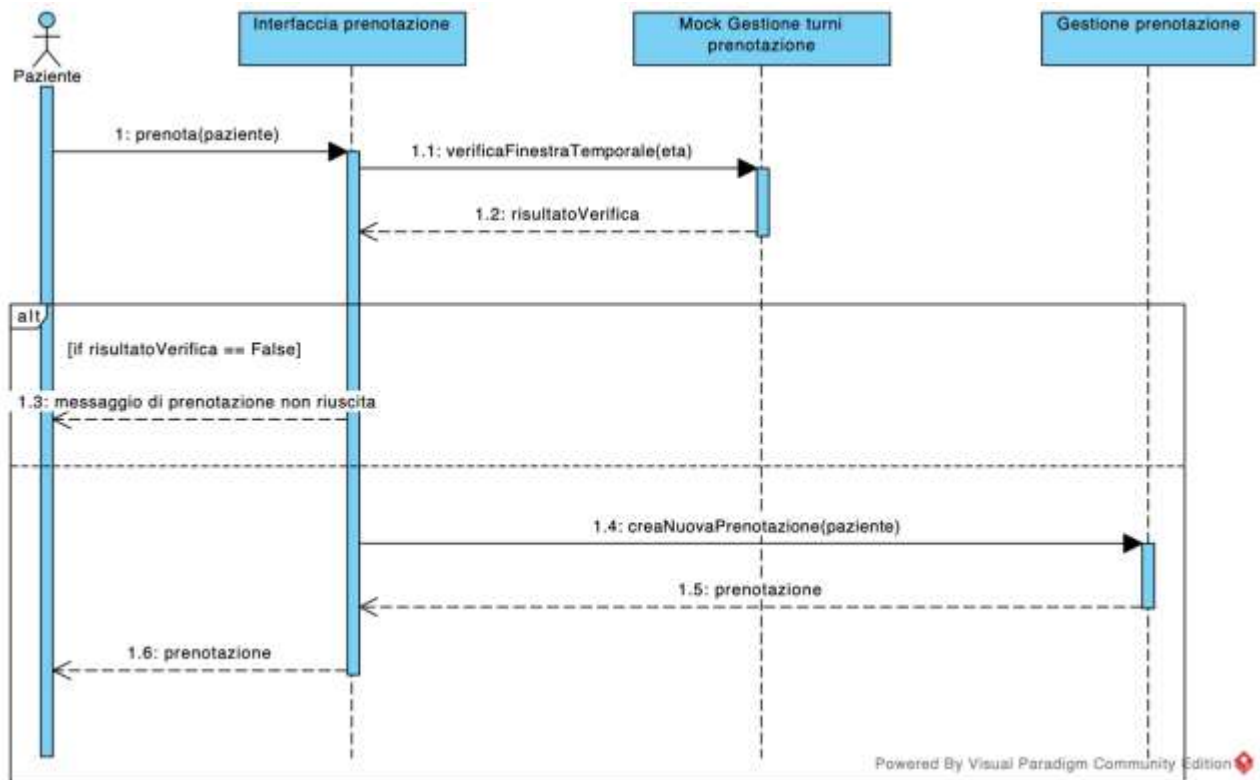 Interfaccia prenotazione
Mock Gestione turni
prenotazione
Gestione prenotazione
Paziente
1: prenota(paziente)
1.1: verificaFinestraTemporale(eta)
1.2: risultatoVerifica
alt
[if risultatoVerifica == False]
1.3: messaggio di prenotazione non riuscita
1.4: creaNuovaPrenotazione(paziente)
1.5: prenotazione
1.6: prenotazione
Powered By Visual Paradigm Community Edition